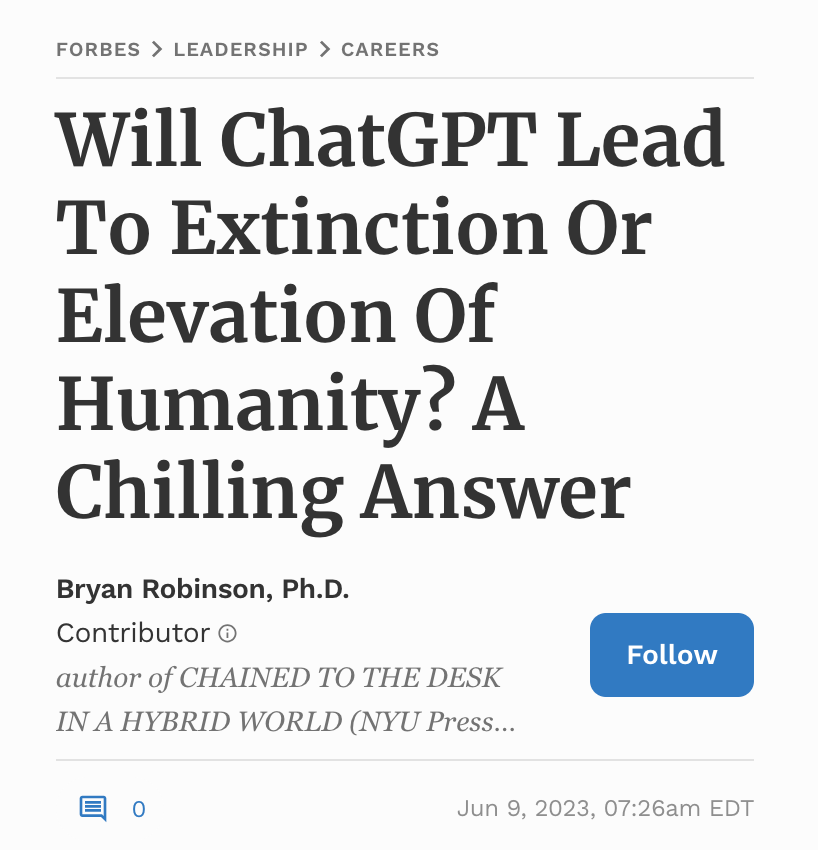 FORBES > LEADERSHIP > CAREERS
Will ChatGPT Lead
To Extinction Or
Elevation Of
Humanity? A
Chilling Answer
Bryan Robinson, Ph.D.
Contributor
author of CHAINED TO THE DESK
IN A HYBRID WORLD (NYU Press...
Follow
0
Jun 9, 2023, 07:26am EDT